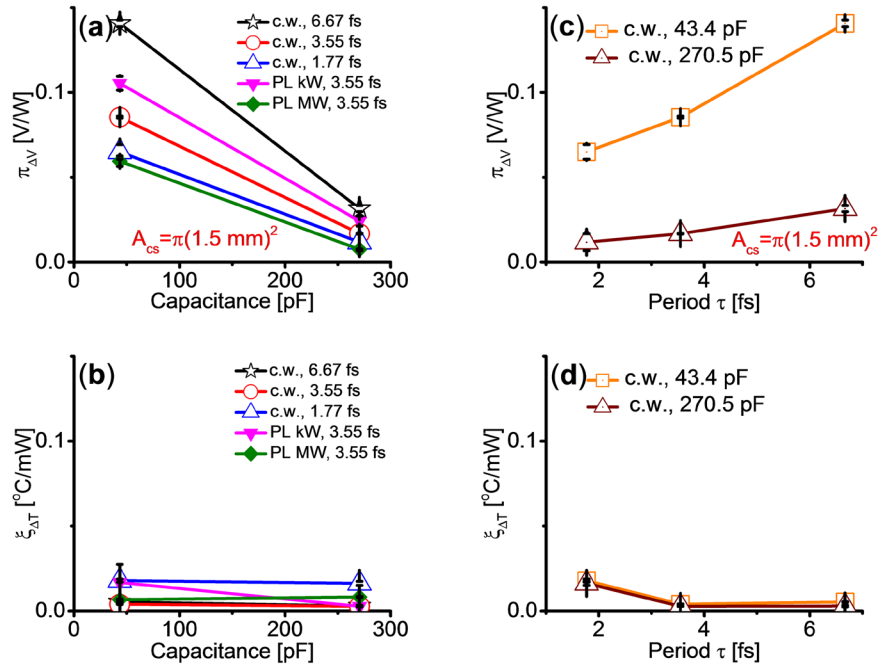 (a)
c.w., 6.67 fs
c.w., 3.55 fs
c.w., 1.77 fs
PL kW, 3.55 fs
PL MW, 3.55 fs
π_ΔV [V/W]
0.1
0.0
A_cs=π(1.5 mm)²
0 100 200 300
Capacitance [pF]
(c)
c.w., 43.4 pF
c.w., 270.5 pF
π_ΔV [V/W]
0.1
0.0
A_cs=π(1.5 mm)²
2 4 6
Period τ [fs]
(b)
c.w., 6.67 fs
c.w., 3.55 fs
c.w., 1.77 fs
PL kW, 3.55 fs
PL MW, 3.55 fs
ξ_ΔT [°C/mW]
0.1
0.0
0 100 200 300
Capacitance [pF]
(d)
c.w., 43.4 pF
c.w., 270.5 pF
ξ_ΔT [°C/mW]
0.1
0.0
2 4 6
Period τ [fs]